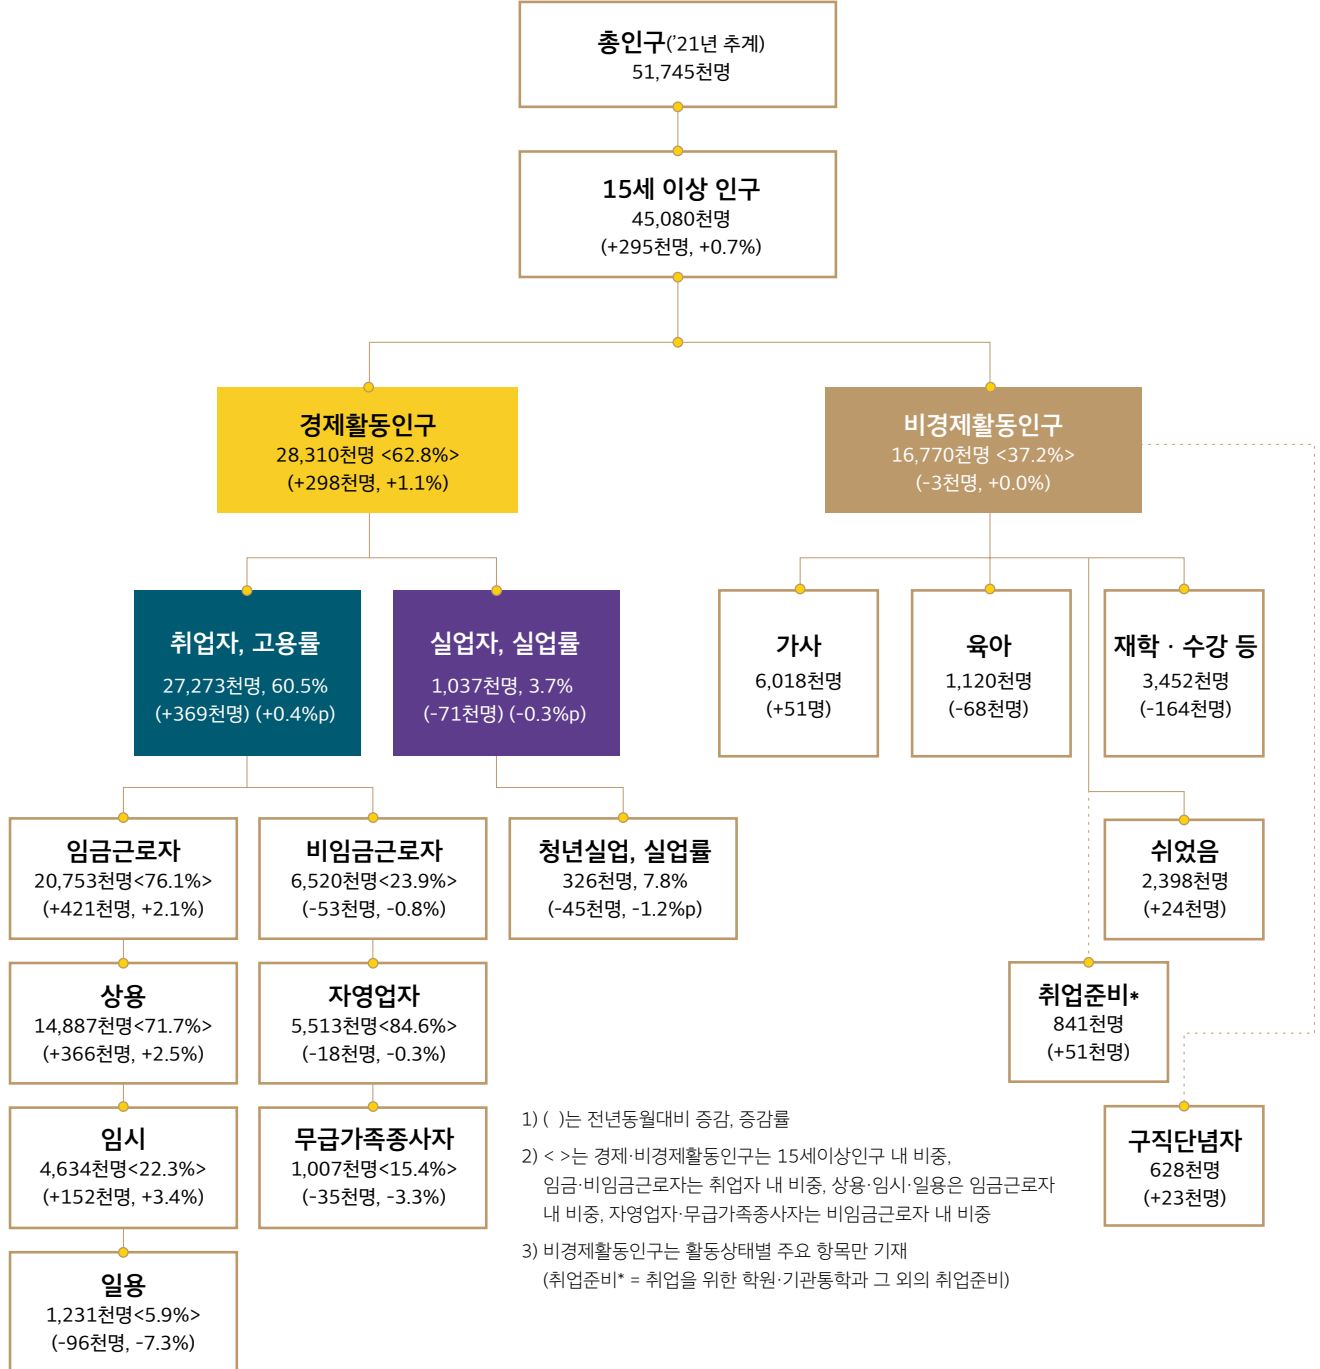 총인구('21년 추계)
51,745천명
15세 이상 인구
45,080천명
(+295천명, +0.7%)
경제활동인구
28,310천명 <62.8%>
(+298천명, +1.1%)
비경제활동인구
16,770천명 <37.2%>
(-3천명, +0.0%)
취업자, 고용률
27,273천명, 60.5%
(+369천명) (+0.4%p)
실업자, 실업률
1,037천명, 3.7%
(-71천명) (-0.3%p)
가사
6,018천명
(+51명)
육아
1,120천명
(-68천명)
재학 · 수강 등
3,452천명
(-164천명)
임금근로자
20,753천명<76.1%>
(+421천명, +2.1%)
비임금근로자
6,520천명<23.9%>
(-53천명, -0.8%)
청년실업, 실업률
326천명, 7.8%
(-45천명, -1.2%p)
쉬었음
2,398천명
(+24천명)
상용
14,887천명<71.7%>
(+366천명, +2.5%)
자영업자
5,513천명<84.6%>
(-18천명, -0.3%)
취업준비*
841천명
(+51천명)
임시
4,634천명<22.3%>
(+152천명, +3.4%)
무급가족종사자
1,007천명<15.4%>
(-35천명, -3.3%)
구직단념자
628천명
(+23천명)
일용
1,231천명<5.9%>
(-96천명, -7.3%)
1) ( )는 전년동월대비 증감, 증감률
2) < >는 경제·비경제활동인구는 15세이상인구 내 비중,
임금·비임금근로자는 취업자 내 비중, 상용·임시·일용은 임금근로자
내 비중, 자영업자·무급가족종사자는 비임금근로자 내 비중
3) 비경제활동인구는 활동상태별 주요 항목만 기재
(취업준비* = 취업을 위한 학원·기관통학과 그 외의 취업준비)